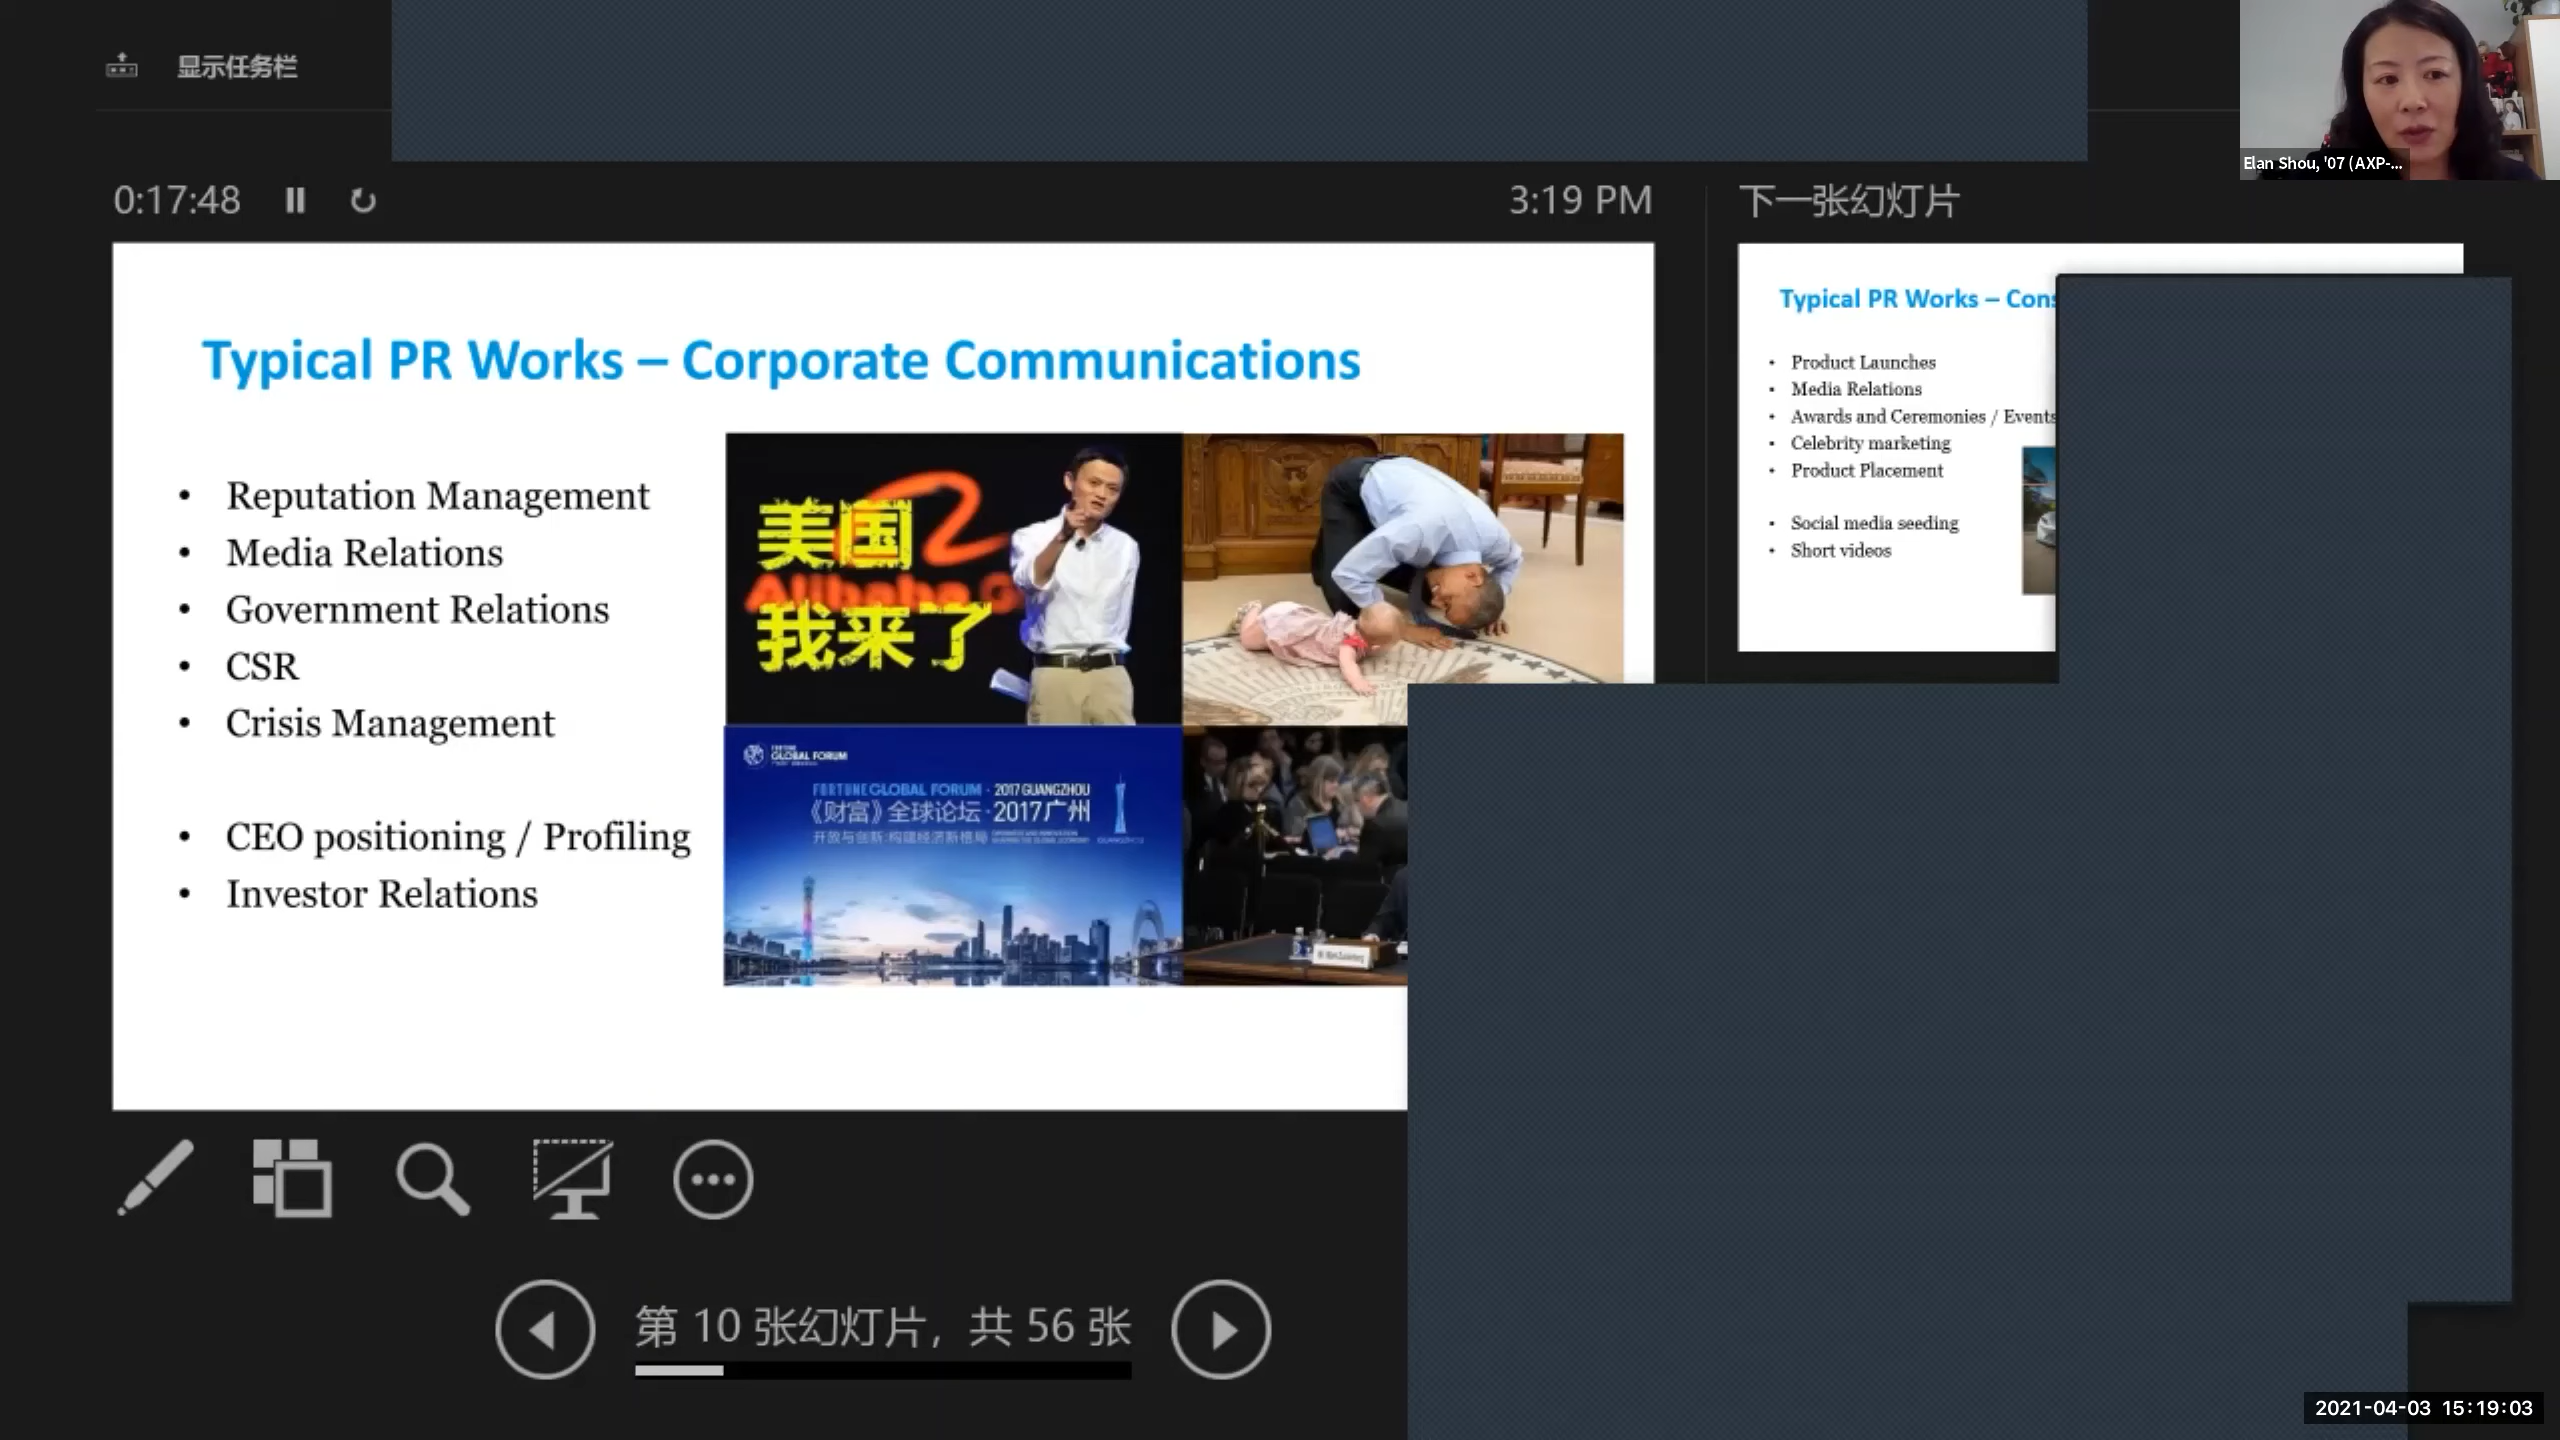 显示任务栏
Elan Shou, '07 (AXP-...
0:17:48
3:19 PM
下一张幻灯片
Typical PR Works – Corporate Communications
• Reputation Management
• Media Relations
• Government Relations
• CSR
• Crisis Management
• CEO positioning / Profiling
• Investor Relations
美国
Alibaba G
我来了
FORTUNE
GLOBAL FORUM
FORTUNE GLOBAL FORUM · 2017 GUANGZHOU
《财富》全球论坛·2017广州
开放与创新:构建经济新格局
GUANGZHOU
Mr. Mark Zuckerberg
Typical PR Works – Cons
• Product Launches
• Media Relations
• Awards and Ceremonies / Events
• Celebrity marketing
• Product Placement
• Social media seeding
• Short videos
第 10 张幻灯片，共 56 张
2021-04-03 15:19:03